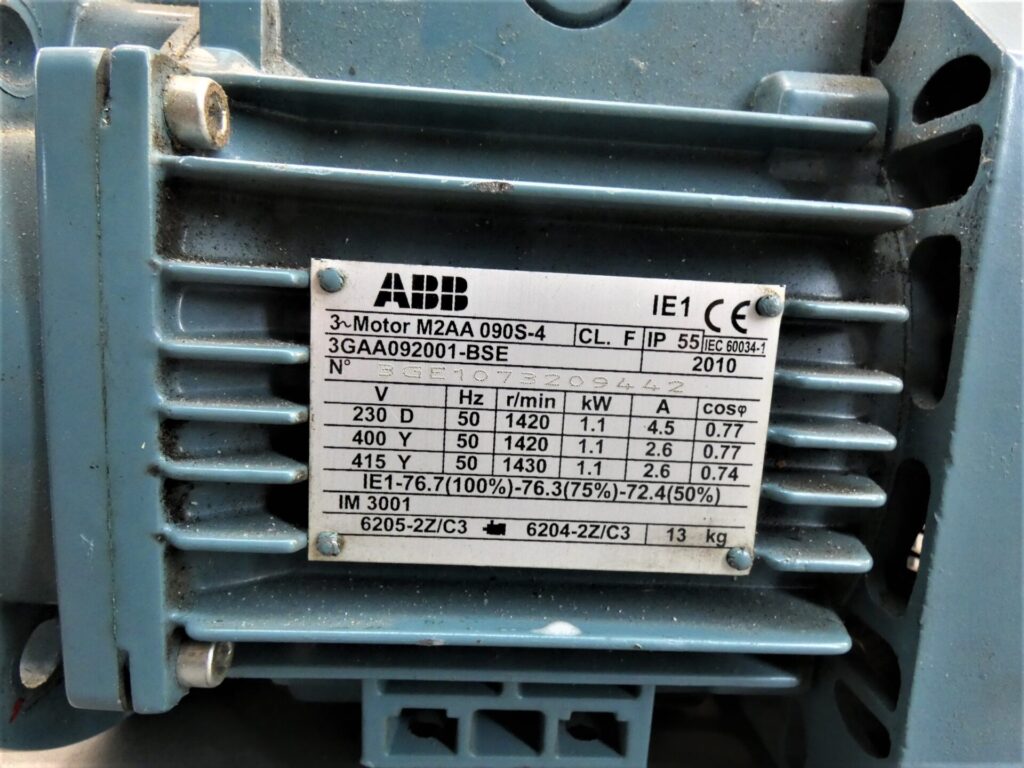 ABB IE1 CE
3~Motor M2AA 090S-4 CL. F IP 55 IEC 60034-1
3GAA092001-BSE 2010
N° 3GE1073209442
V Hz r/min kW A cosφ
230 D 50 1420 1.1 4.5 0.77
400 Y 50 1420 1.1 2.6 0.77
415 Y 50 1430 1.1 2.6 0.74
IE1-76.7(100%)-76.3(75%)-72.4(50%)
IM 3001
6205-2Z/C3 6204-2Z/C3 13 kg